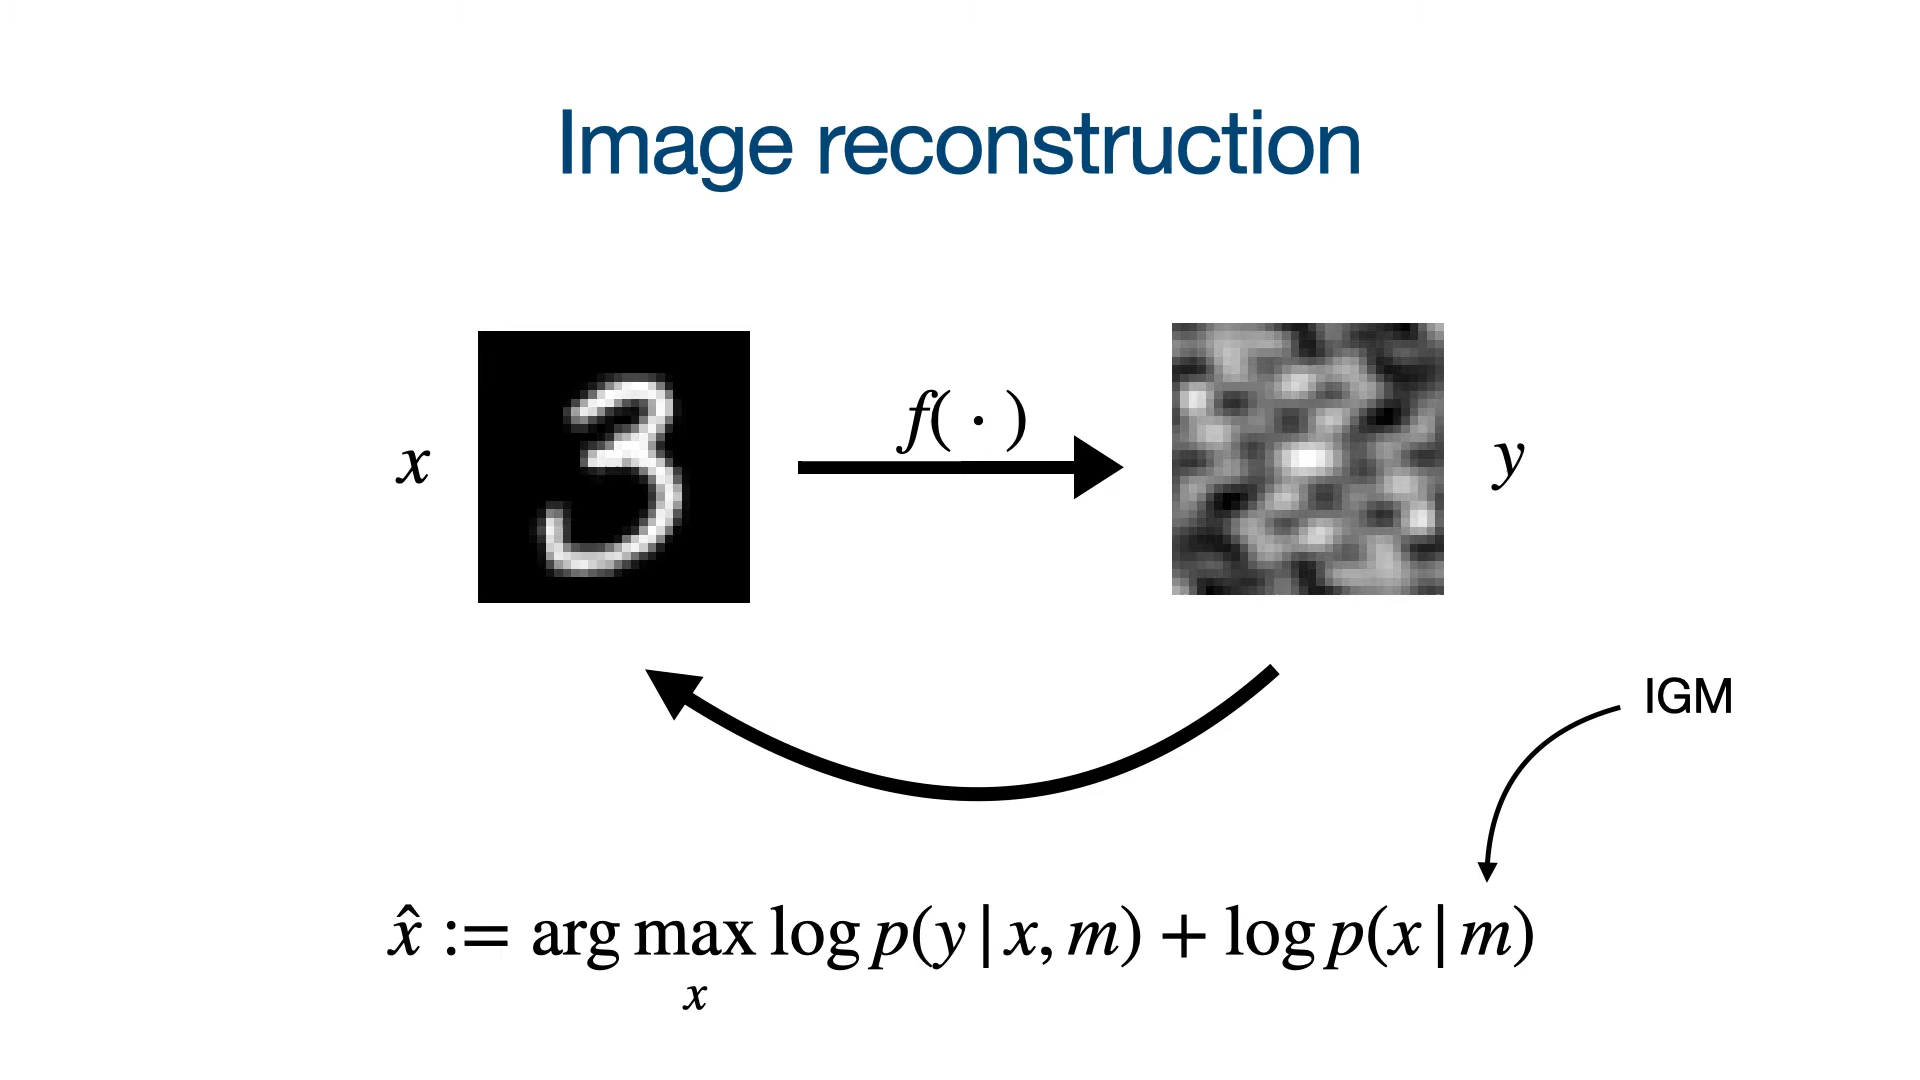 Image reconstruction
x
f( · )
y
IGM
x̂ := arg max log p(y | x, m) + log p(x | m)
x